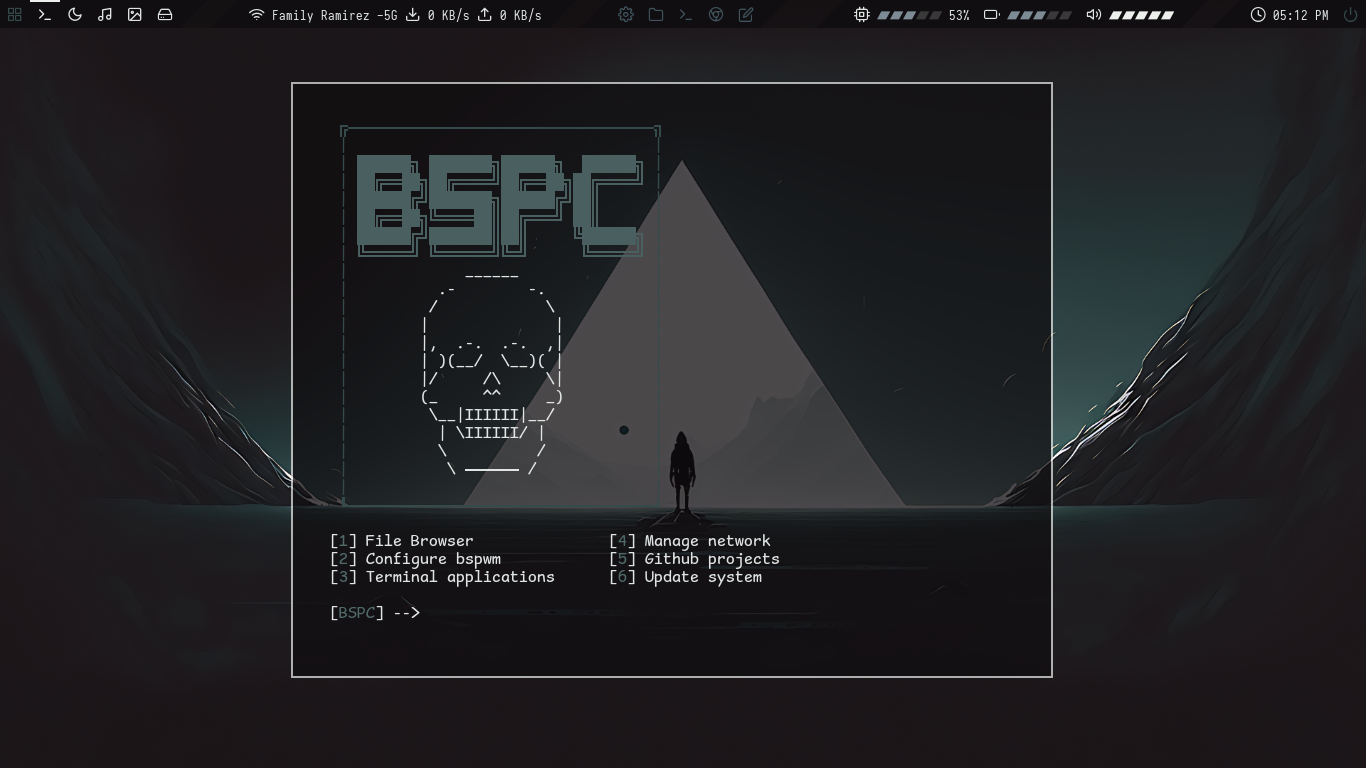 Family Ramirez -5G 0 KB/s 0 KB/s 53% 05:12 PM
BSPC
[1] File Browser [4] Manage network
[2] Configure bspwm [5] Github projects
[3] Terminal applications [6] Update system
[BSPC] -->